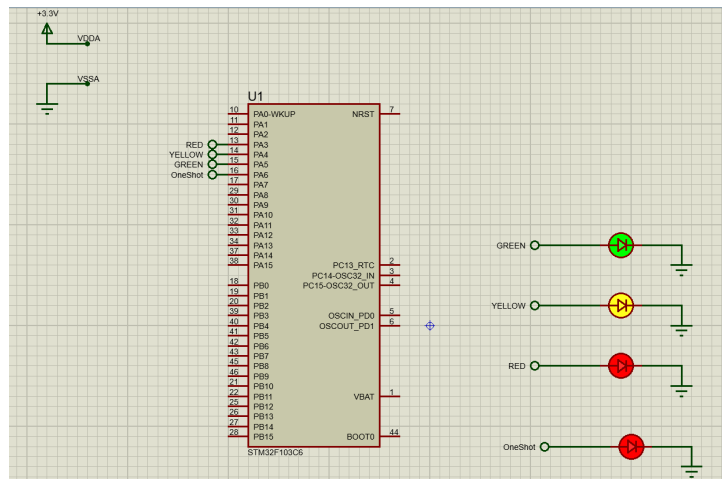 +3.3V
VDDA
VSSA
U1
10 PA0-WKUP NRST 7
11 PA1
12 PA2
RED 13 PA3
YELLOW 14 PA4
GREEN 15 PA5
OneShot 16 PA6
17 PA7
29 PA8
30 PA9
31 PA10
32 PA11
33 PA12
34 PA13
37 PA14
38 PA15 PC13_RTC 2
PC14-OSC32_IN 3
18 PB0 PC15-OSC32_OUT 4
19 PB1
20 PB2
39 PB3 OSCIN_PD0 5
40 PB4 OSCOUT_PD1 6
41 PB5
42 PB6
43 PB7
45 PB8
46 PB9
21 PB10
22 PB11 VBAT 1
25 PB12
26 PB13
27 PB14
28 PB15 BOOT0 44
STM32F103C6
GREEN
YELLOW
RED
OneShot